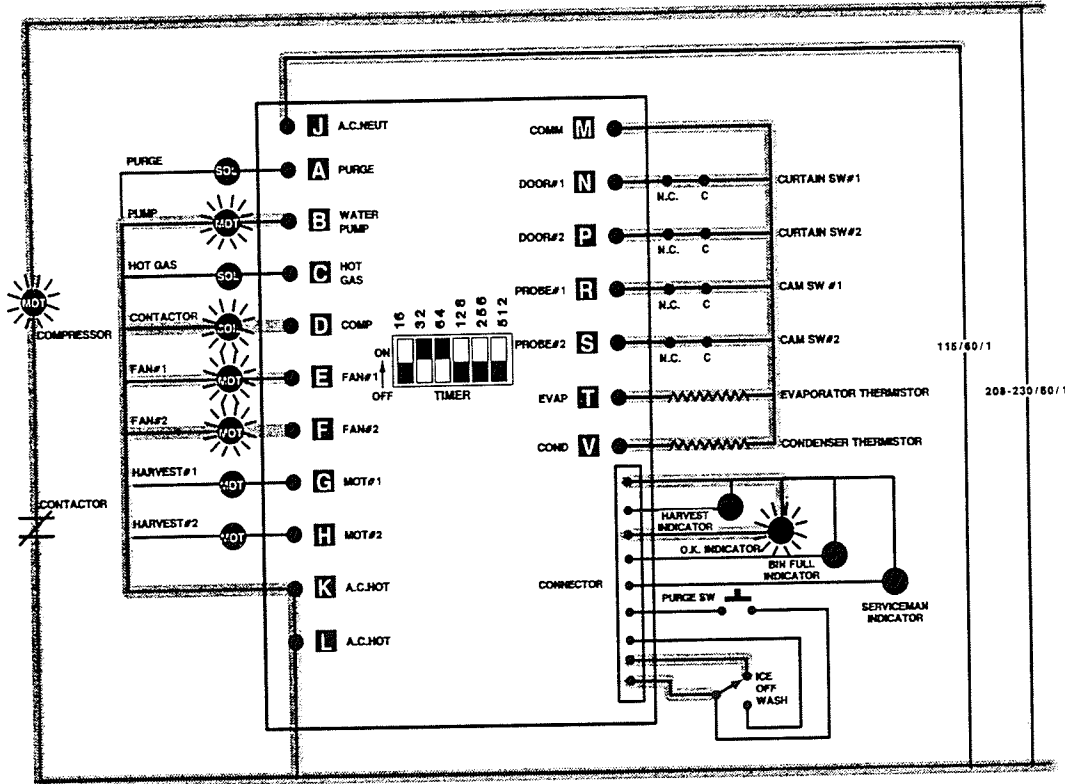 J A.C.NEUT
PURGE SOL A PURGE
PUMP MOT B WATER PUMP
HOT GAS SOL C HOT GAS
MOT
COMPRESSOR
CONTACTOR SOL D COMP
FAN#1 MOT E FAN#1
FAN#2 MOT F FAN#2
HARVEST#1 MOT G MOT#1
CONTACTOR
HARVEST#2 MOT H MOT#2
K A.C.HOT
L A.C.HOT
16 32 64 128 256 512
ON
OFF
TIMER
COMM M
DOOR#1 N N.C. C CURTAIN SW#1
DOOR#2 P N.C. C CURTAIN SW#2
PROBE#1 R N.C. C CAM SW #1
PROBE#2 S N.C. C CAM SW#2
EVAP T EVAPORATOR THERMISTOR
COND V CONDENSER THERMISTOR
115/60/1
208-230/60/1
HARVEST
INDICATOR
O.K. INDICATOR
BIN FULL
INDICATOR
CONNECTOR
PURGE SW
SERVICEMAN
INDICATOR
ICE
OFF
WASH